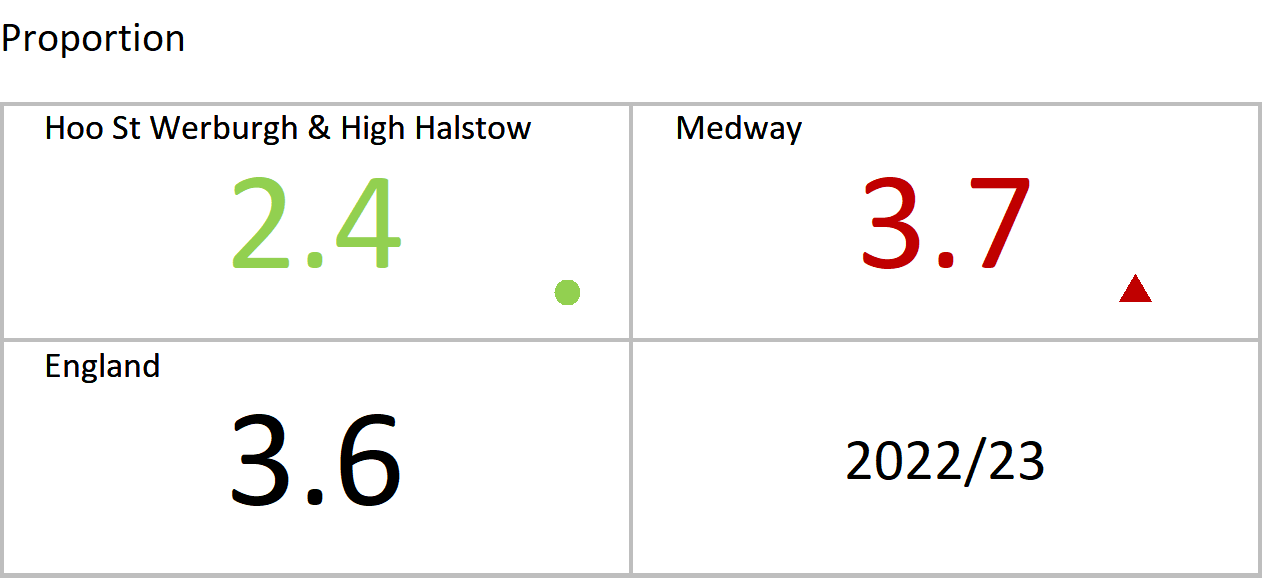 Proportion
Hoo St Werburgh & High Halstow
2.4
Medway
3.7
England
3.6
2022/23